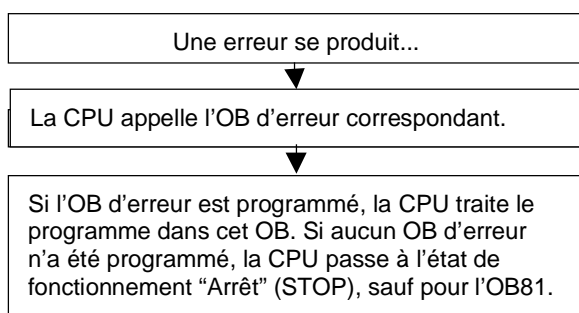 Une erreur se produit...
La CPU appelle l’OB d’erreur correspondant.
Si l’OB d’erreur est programmé, la CPU traite le
programme dans cet OB. Si aucun OB d’erreur
n’a été programmé, la CPU passe à l’état de
fonctionnement “Arrêt” (STOP), sauf pour l’OB81.